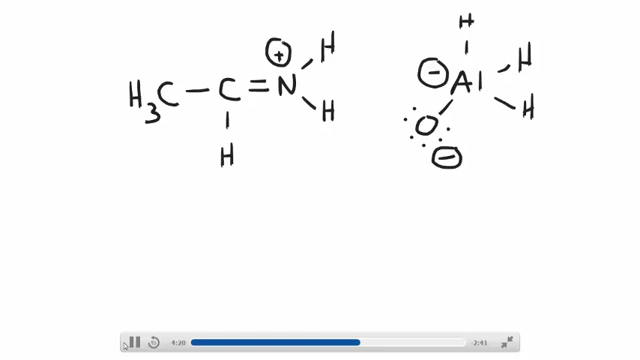 H
⊕ H
⊖ Al H
H3C – C = N
H H
O
H ⊖
4:20 -2:41